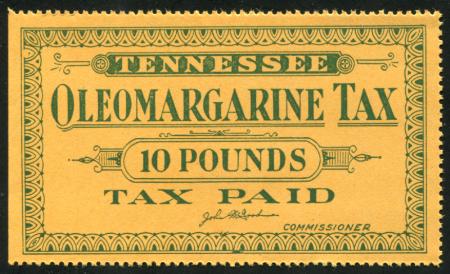 TENNESSEE
OLEOMARGARINE TAX
10 POUNDS
TAX PAID
COMMISSIONER